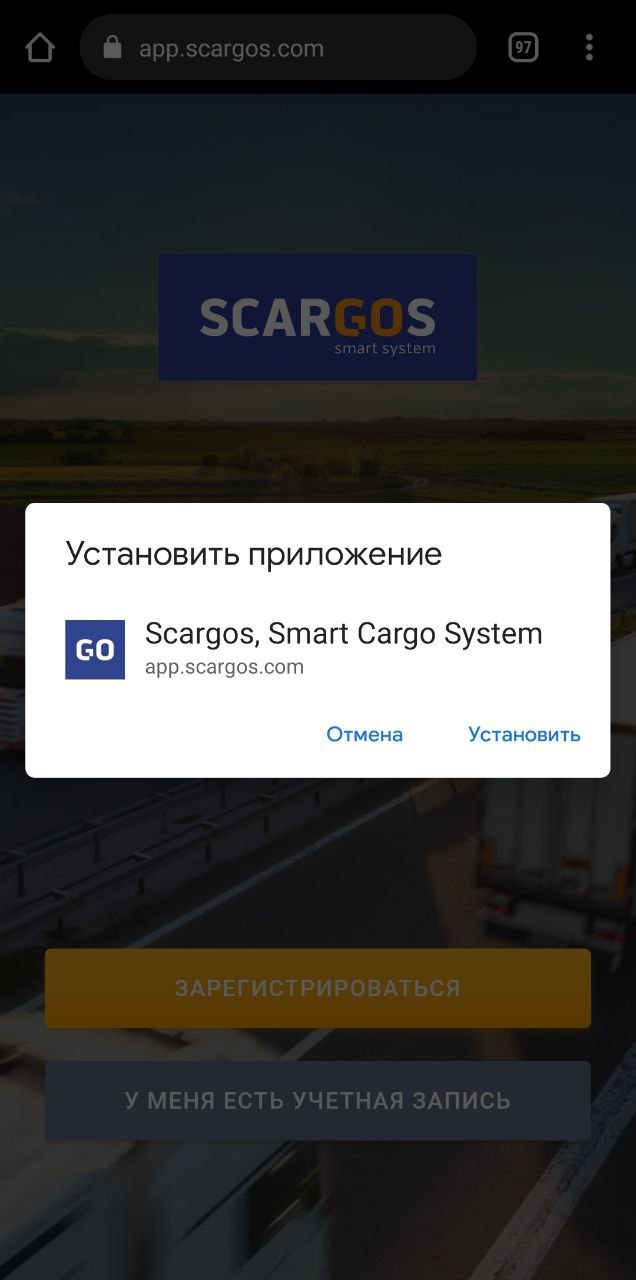 app.scargos.com
97
SCARGOS
smart system
Установить приложение
GO
Scargos, Smart Cargo System
app.scargos.com
Отмена
Установить
ЗАРЕГИСТРИРОВАТЬСЯ
У МЕНЯ ЕСТЬ УЧЕТНАЯ ЗАПИСЬ